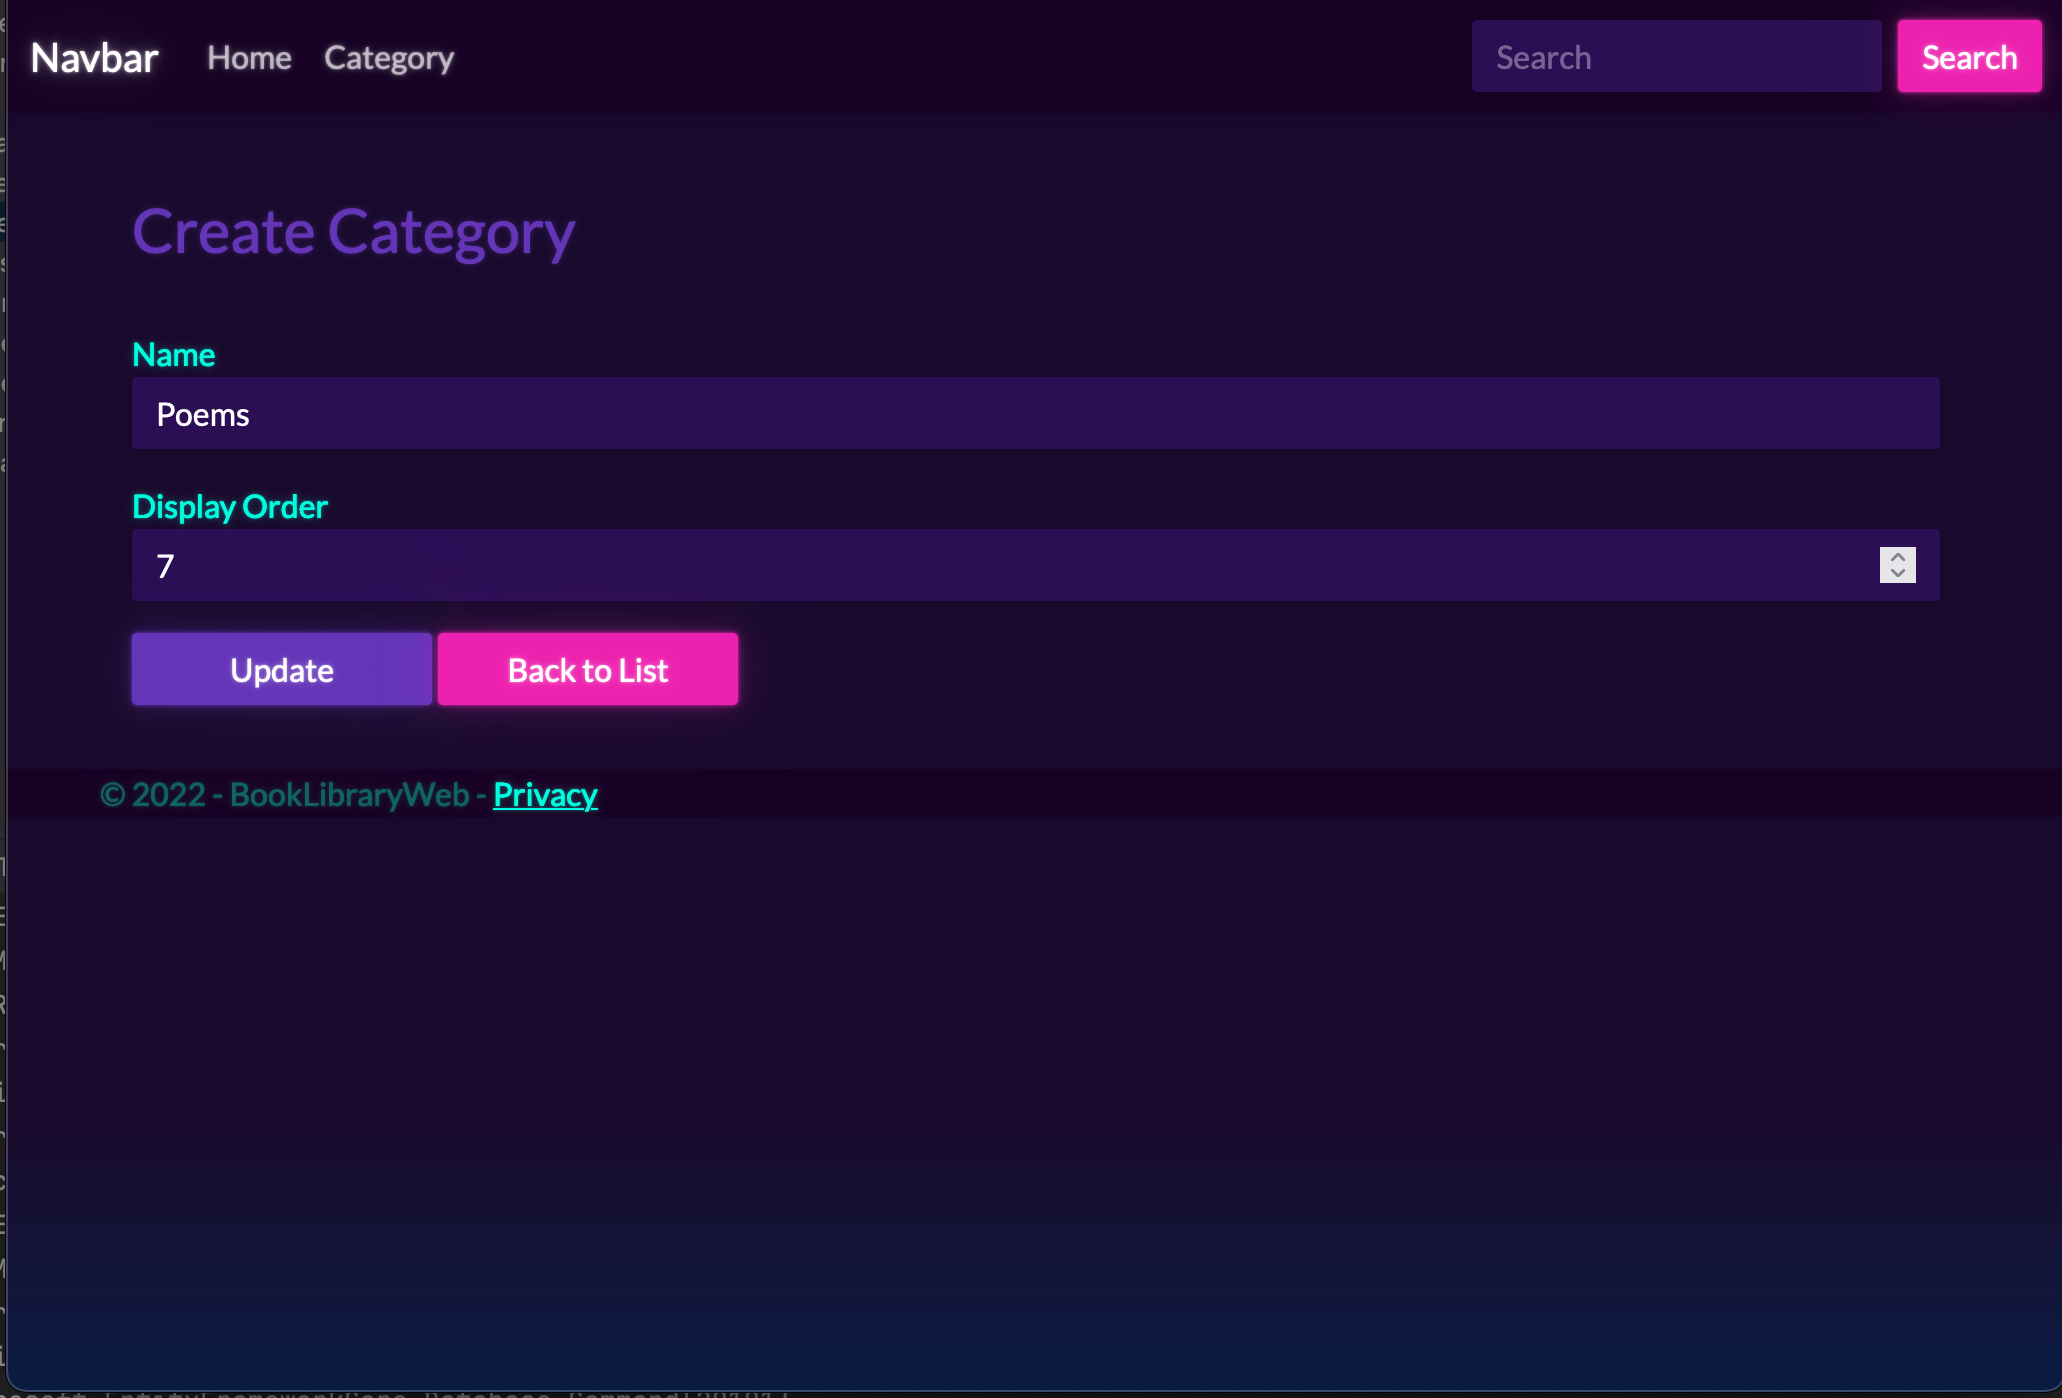 Navbar Home Category Search Search
Create Category
Name
Poems
Display Order
7
Update Back to List
© 2022 - BookLibraryWeb - Privacy